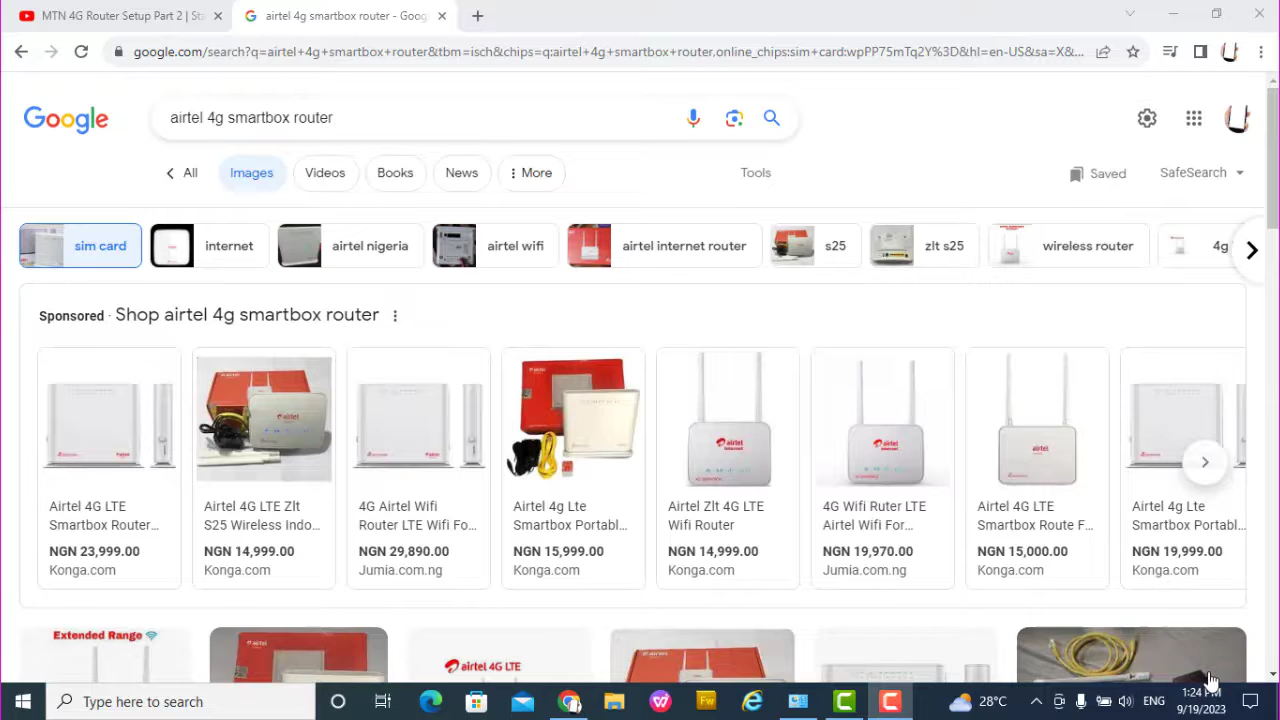 MTN 4G Router Setup Part 2 | Sta
airtel 4g smartbox router - Goog
google.com/search?q=airtel+4g+smartbox+router&tbm=isch&chips=q:airtel+4g+smartbox+router,online_chips:sim+card:wpPP75mTq2Y%3D&hl=en-US&sa=X&...
Google
airtel 4g smartbox router
All
Images
Videos
Books
News
More
Tools
Saved
SafeSearch
sim card
internet
airtel nigeria
airtel wifi
airtel internet router
s25
zlt s25
wireless router
4g
Sponsored · Shop airtel 4g smartbox router
Airtel 4G LTE
Smartbox Router...
NGN 23,999.00
Konga.com
Airtel 4G LTE Zlt
S25 Wireless Indo...
NGN 14,999.00
Konga.com
4G Airtel Wifi
Router LTE Wifi Fo...
NGN 29,890.00
Jumia.com.ng
Airtel 4g Lte
Smartbox Portabl...
NGN 15,999.00
Konga.com
airtel
internet
Airtel Zlt 4G LTE
Wifi Router
NGN 14,999.00
Konga.com
airtel
internet
4G Wifi Ruter LTE
Airtel Wifi For...
NGN 19,970.00
Jumia.com.ng
airtel
Airtel 4G LTE
Smartbox Route F...
NGN 15,000.00
Konga.com
Airtel 4g Lte
Smartbox Portabl...
NGN 19,999.00
Konga.com
Extended Range
airtel 4G LTE
Type here to search
28°C
ENG
1:24 PM
9/19/2023